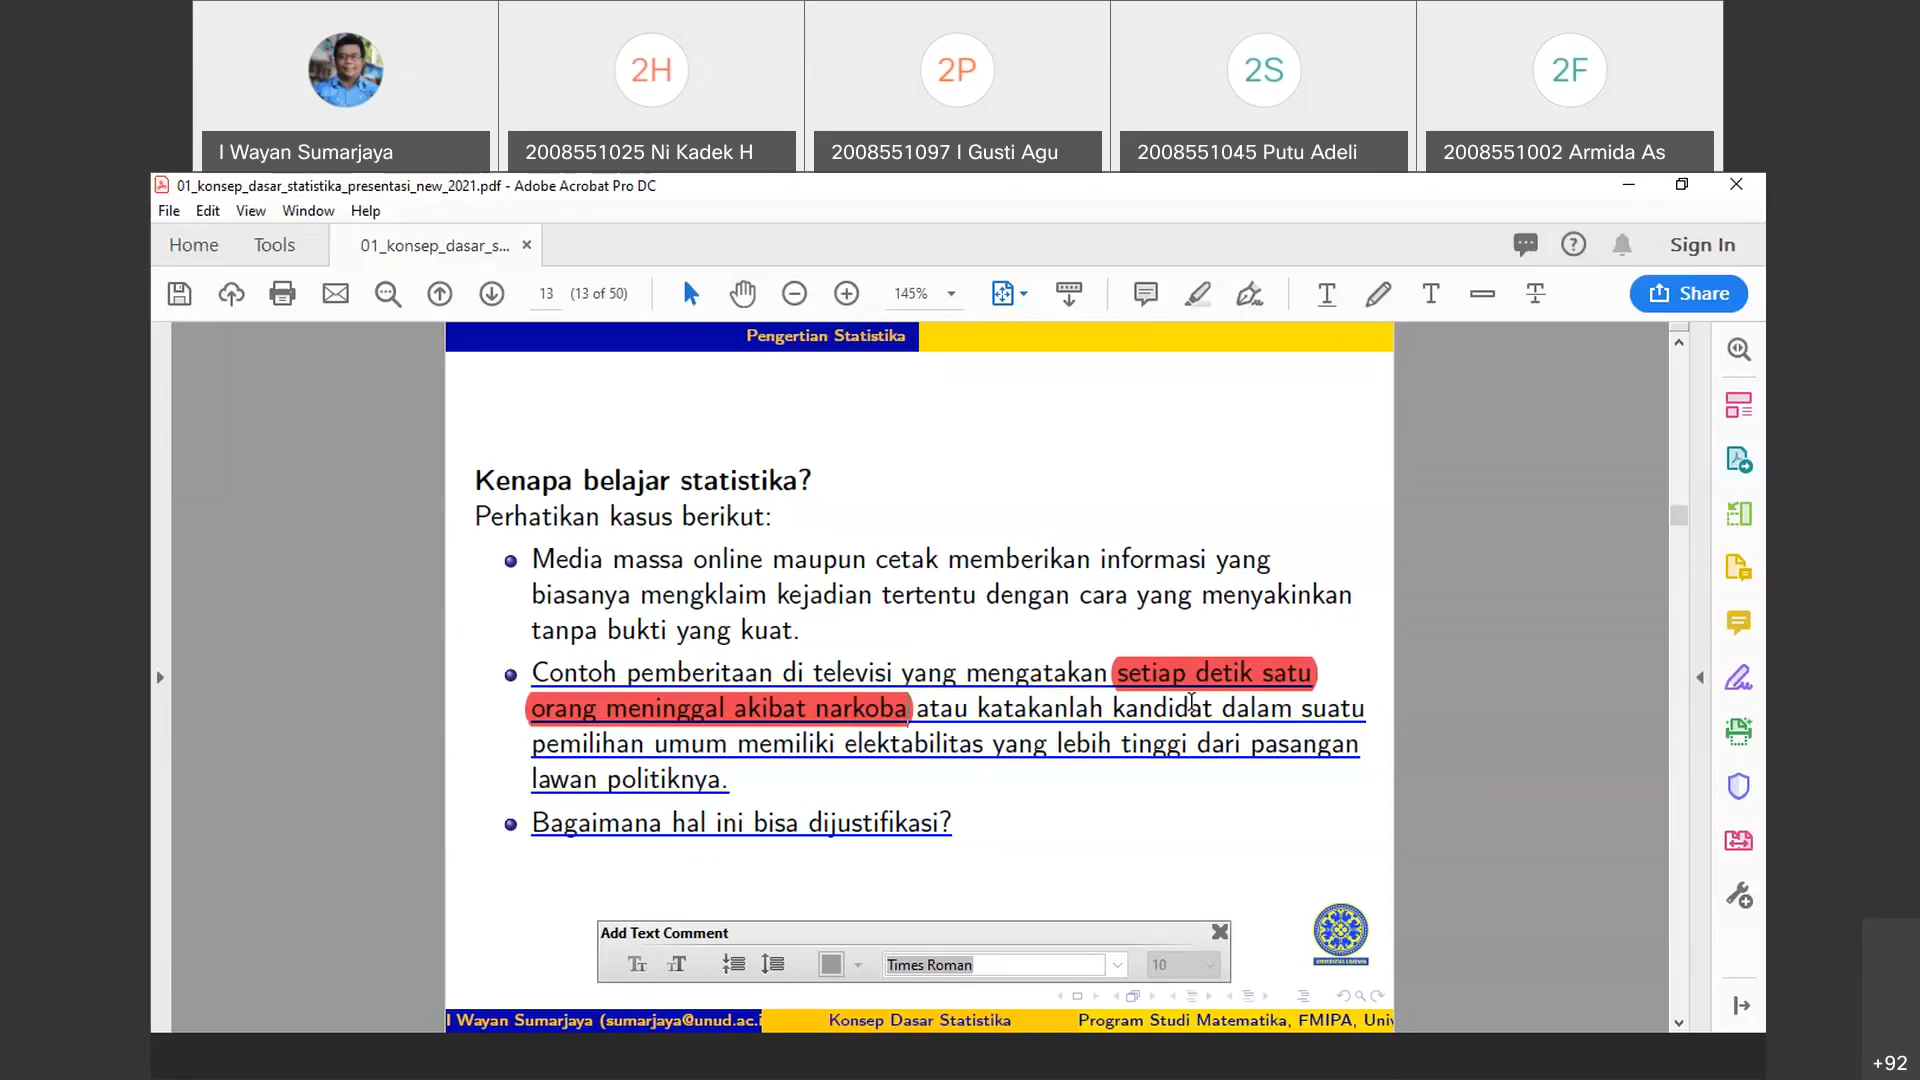 2H
2P
2S
2F
I Wayan Sumarjaya
2008551025 Ni Kadek H
2008551097 I Gusti Agu
2008551045 Putu Adeli
2008551002 Armida As
01_konsep_dasar_statistika_presentasi_new_2021.pdf - Adobe Acrobat Pro DC
File Edit View Window Help
Home Tools 01_konsep_dasar_s... Sign In
13 (13 of 50) 145% Share
Pengertian Statistika
Kenapa belajar statistika?
Perhatikan kasus berikut:
Media massa online maupun cetak memberikan informasi yang
biasanya mengklaim kejadian tertentu dengan cara yang menyakinkan
tanpa bukti yang kuat.
Contoh pemberitaan di televisi yang mengatakan setiap detik satu
orang meninggal akibat narkoba atau katakanlah kandidat dalam suatu
pemilihan umum memiliki elektabilitas yang lebih tinggi dari pasangan
lawan politiknya.
Bagaimana hal ini bisa dijustifikasi?
Add Text Comment
Times Roman 10
I Wayan Sumarjaya (sumarjaya@unud.ac.i Konsep Dasar Statistika Program Studi Matematika, FMIPA, Univ
+92